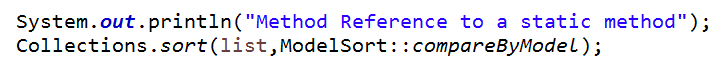 System.out.println("Method Reference to a static method");
Collections.sort(list,ModelSort::compareByModel);